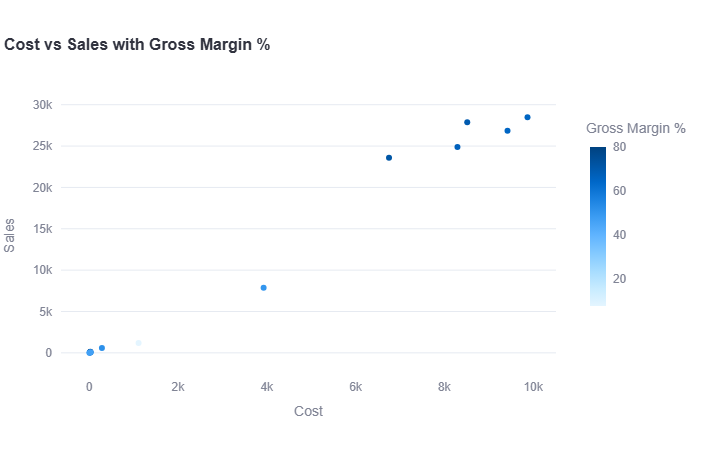 Cost vs Sales with Gross Margin %
30k
25k
20k
15k
10k
5k
0
Sales
0 2k 4k 6k 8k 10k
Cost
Gross Margin %
80
60
40
20